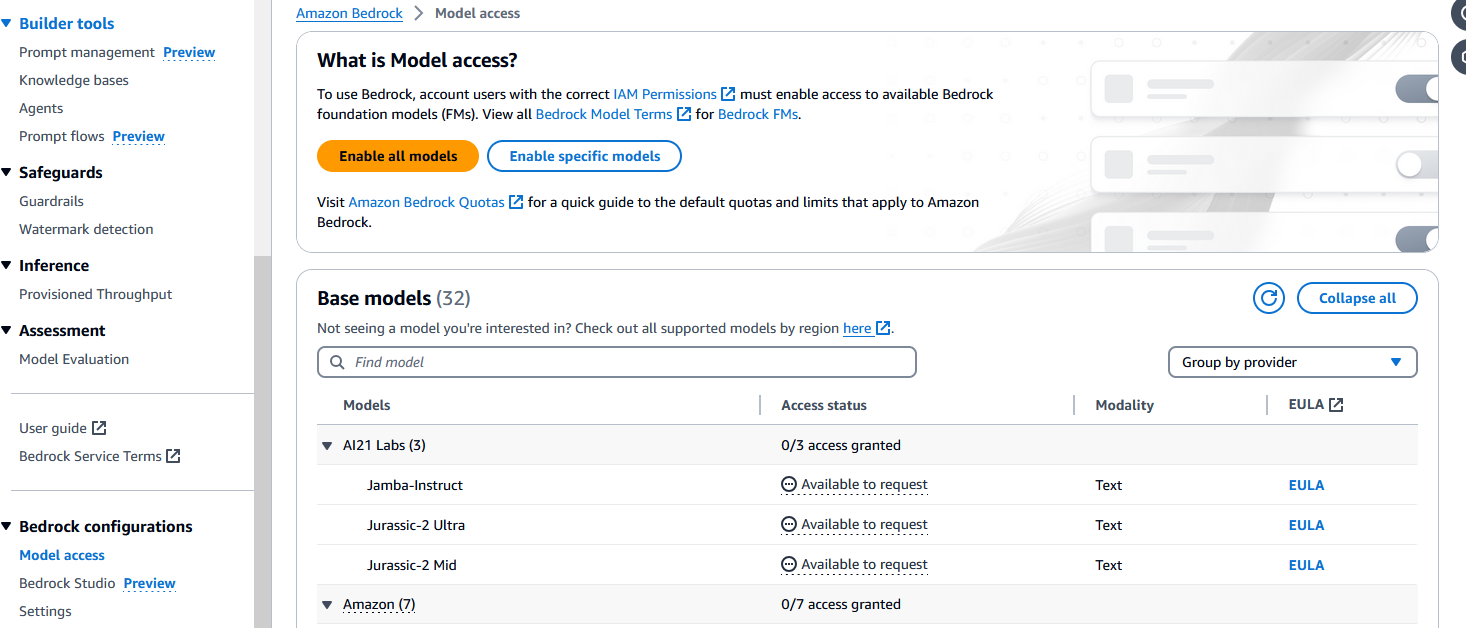 Builder tools
Prompt management Preview
Knowledge bases
Agents
Prompt flows Preview
Safeguards
Guardrails
Watermark detection
Inference
Provisioned Throughput
Assessment
Model Evaluation
User guide
Bedrock Service Terms
Bedrock configurations
Model access
Bedrock Studio Preview
Settings
Amazon Bedrock > Model access
What is Model access?
To use Bedrock, account users with the correct IAM Permissions must enable access to available Bedrock
foundation models (FMs). View all Bedrock Model Terms for Bedrock FMs.
Enable all models Enable specific models
Visit Amazon Bedrock Quotas for a quick guide to the default quotas and limits that apply to Amazon
Bedrock.
Base models (32)
Collapse all
Not seeing a model you're interested in? Check out all supported models by region here.
Find model
Group by provider
Models Access status Modality EULA
AI21 Labs (3) 0/3 access granted
Jamba-Instruct Available to request Text EULA
Jurassic-2 Ultra Available to request Text EULA
Jurassic-2 Mid Available to request Text EULA
Amazon (7) 0/7 access granted